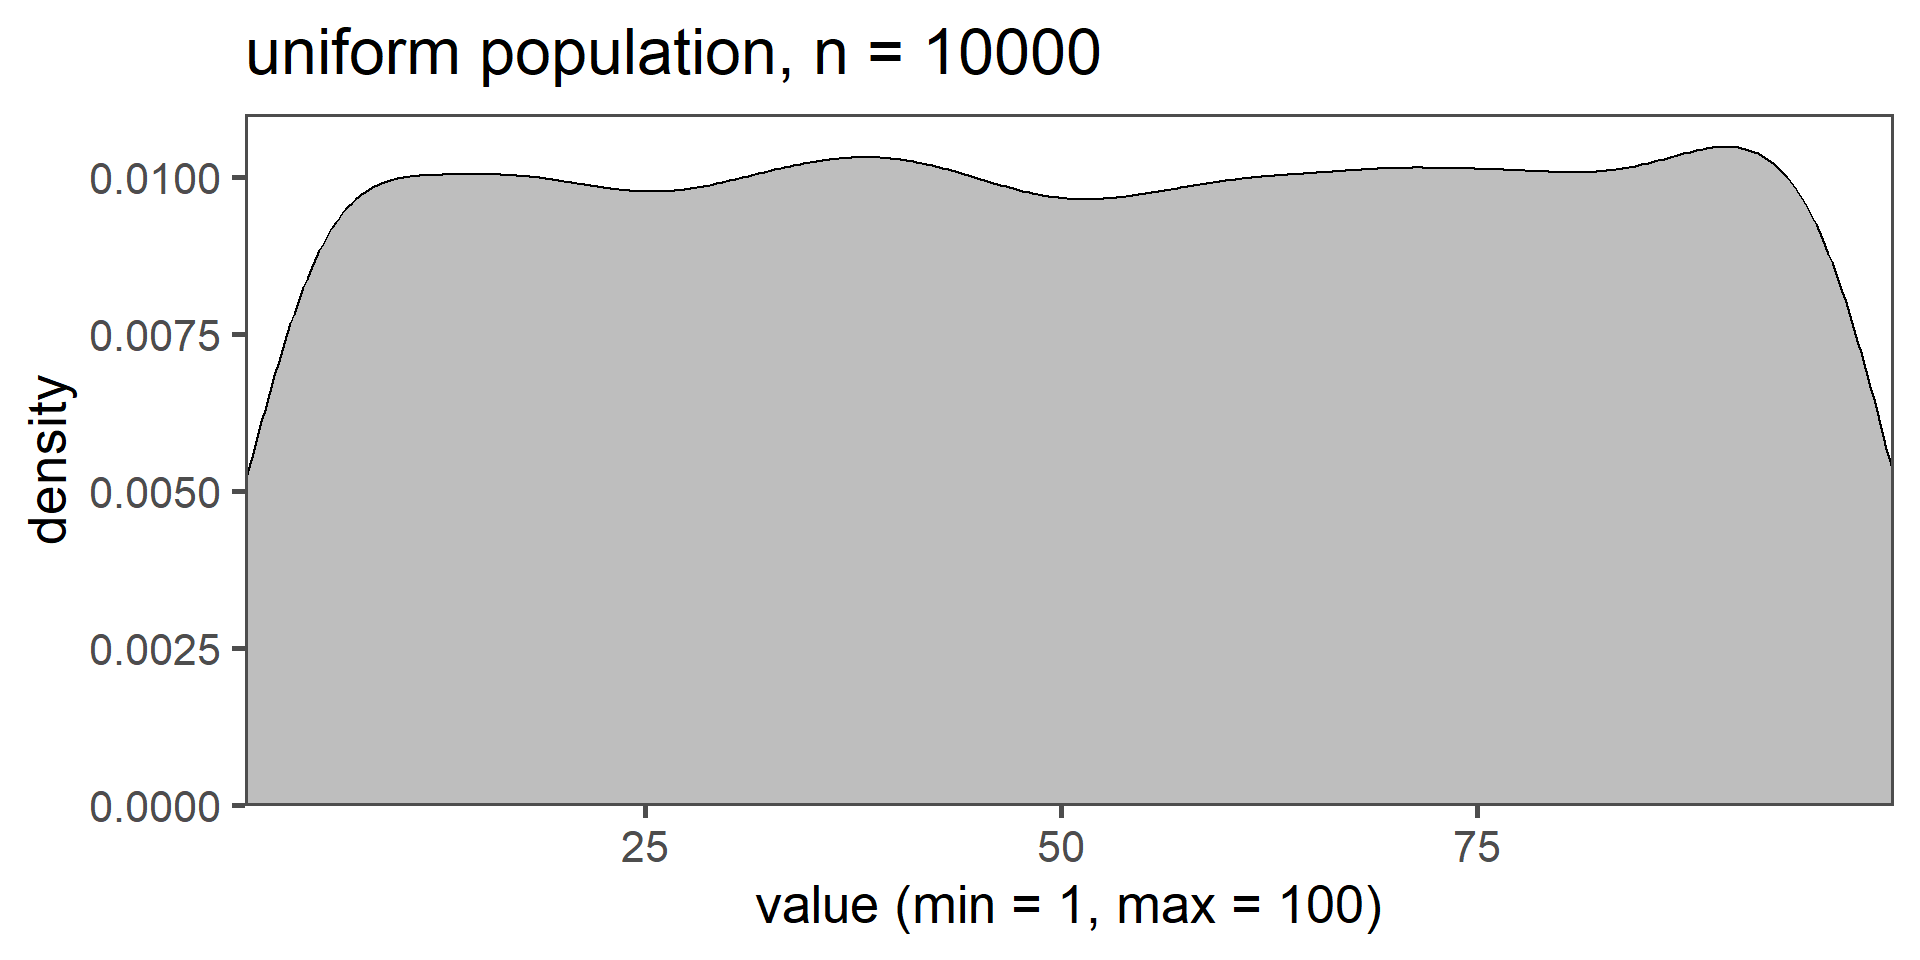 uniform population, n = 10000
0.0100
0.0075
0.0050
0.0025
0.0000
density
25 50 75
value (min = 1, max = 100)